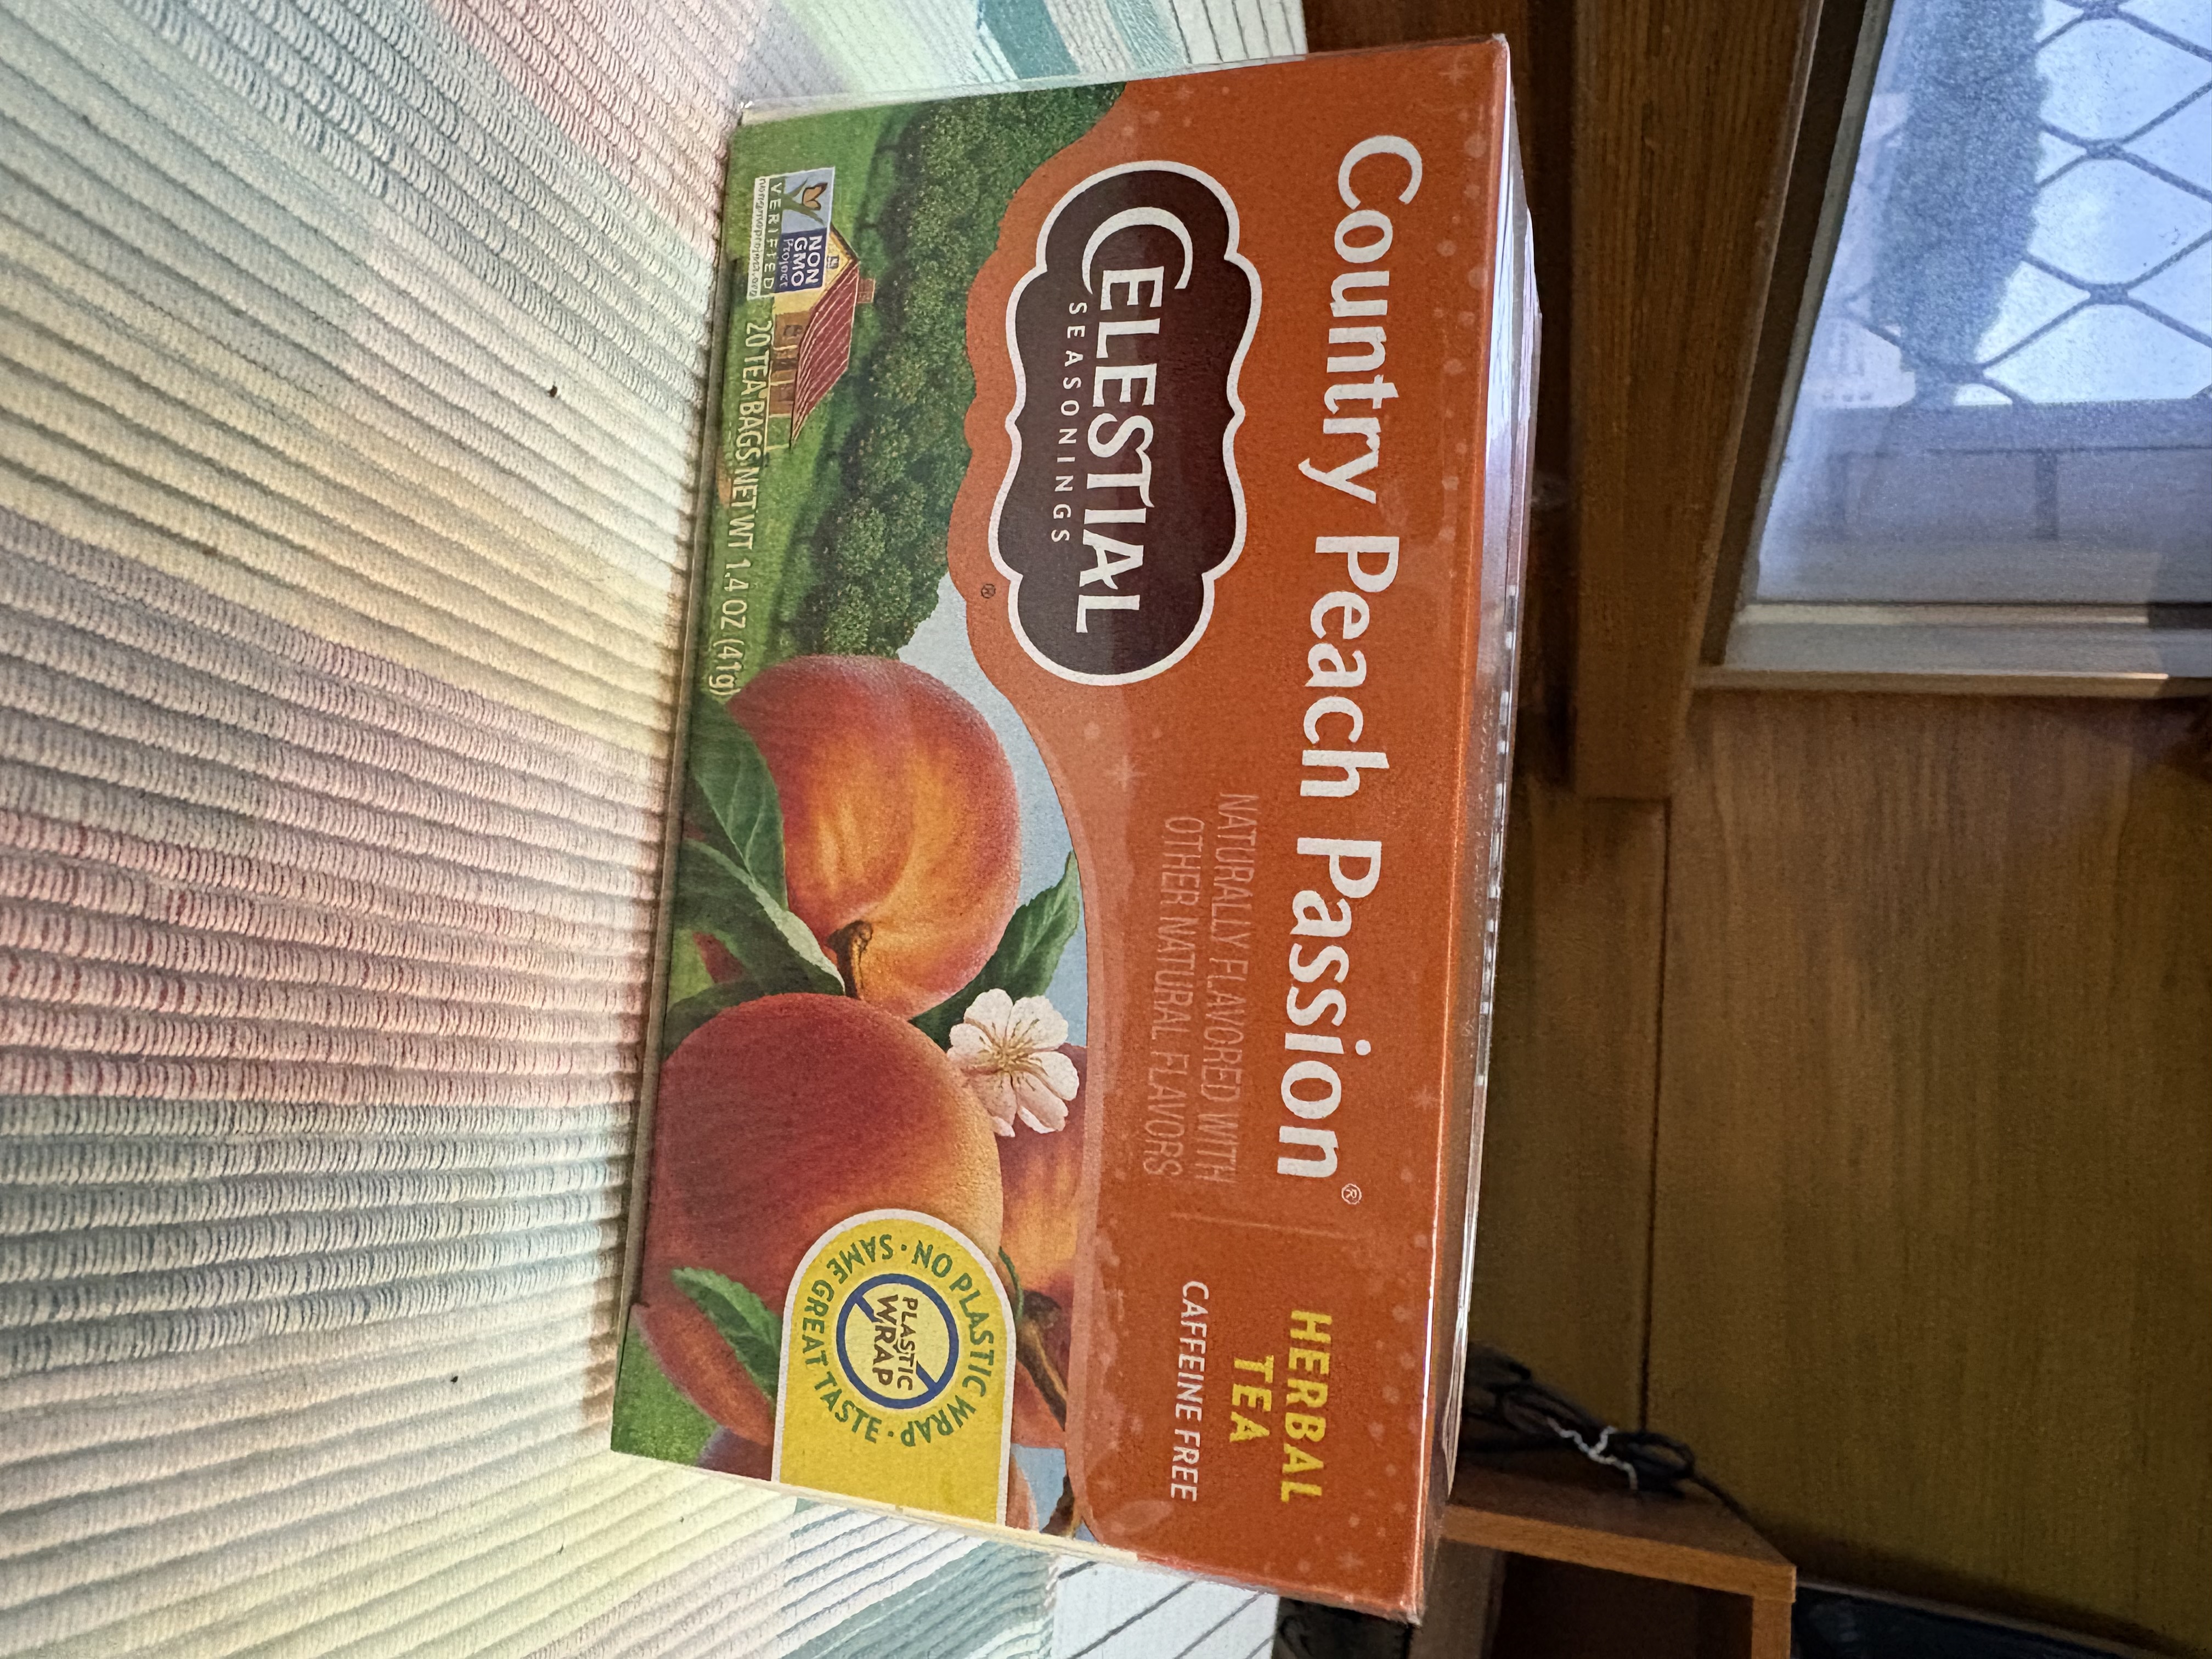 Country Peach Passion®
CELESTIAL
SEASONINGS
®
NATURALLY FLAVORED WITH
OTHER NATURAL FLAVORS
HERBAL
TEA
CAFFEINE FREE
NON
GMO
Project
VERIFIED
nongmoproject.org
20 TEA BAGS NET WT 1.4 OZ (41g)
NO PLASTIC WRAP · SAME GREAT TASTE ·
PLASTIC
WRAP